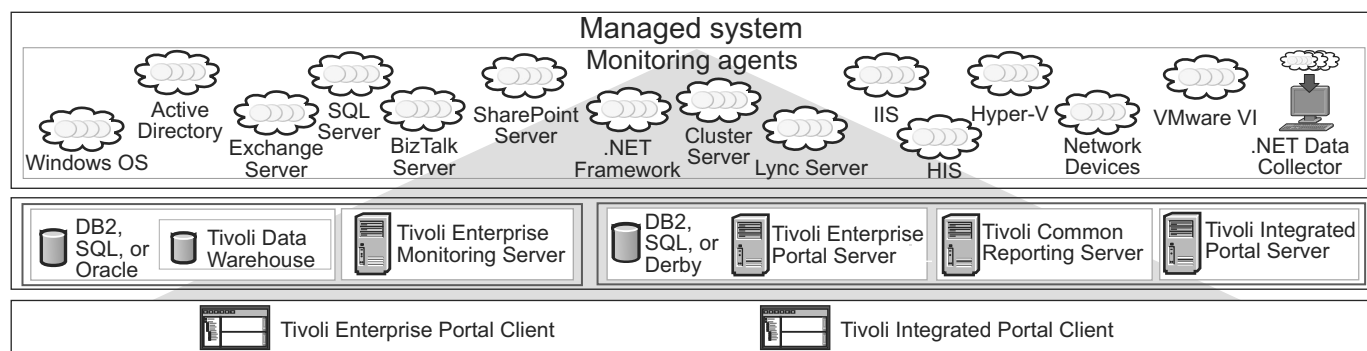 Managed system
Monitoring agents
Windows OS
Active
Directory
Exchange
Server
SQL
Server
BizTalk
Server
SharePoint
Server
.NET
Framework
Cluster
Server
Lync Server
IIS
HIS
Hyper-V
Network
Devices
VMware VI
.NET Data
Collector
DB2,
SQL, or
Oracle
Tivoli Data
Warehouse
Tivoli Enterprise
Monitoring Server
DB2,
SQL, or
Derby
Tivoli Enterprise
Portal Server
Tivoli Common
Reporting Server
Tivoli Integrated
Portal Server
Tivoli Enterprise Portal Client
Tivoli Integrated Portal Client